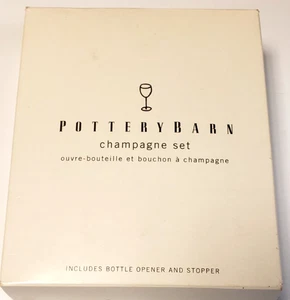 POTTERYBARN
champagne set
ouvre-bouteille et bouchon à champagne
INCLUDES BOTTLE OPENER AND STOPPER